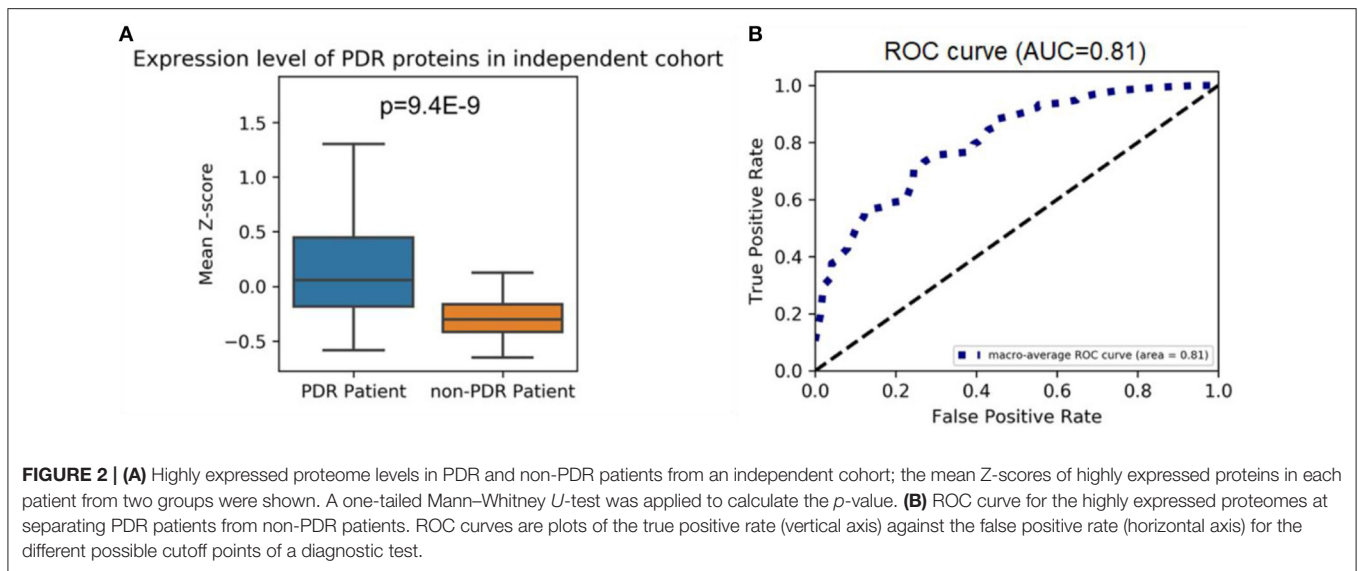 A
Expression level of PDR proteins in independent cohort
p=9.4E-9
Mean Z-score
1.5
1.0
0.5
0.0
−0.5
PDR Patient non-PDR Patient
B
ROC curve (AUC=0.81)
True Positive Rate
1.0
0.8
0.6
0.4
0.2
0.0
macro-average ROC curve (area = 0.81)
0.0 0.2 0.4 0.6 0.8 1.0
False Positive Rate
FIGURE 2 | (A) Highly expressed proteome levels in PDR and non-PDR patients from an independent cohort; the mean Z-scores of highly expressed proteins in each
patient from two groups were shown. A one-tailed Mann–Whitney U-test was applied to calculate the p-value. (B) ROC curve for the highly expressed proteomes at
separating PDR patients from non-PDR patients. ROC curves are plots of the true positive rate (vertical axis) against the false positive rate (horizontal axis) for the
different possible cutoff points of a diagnostic test.